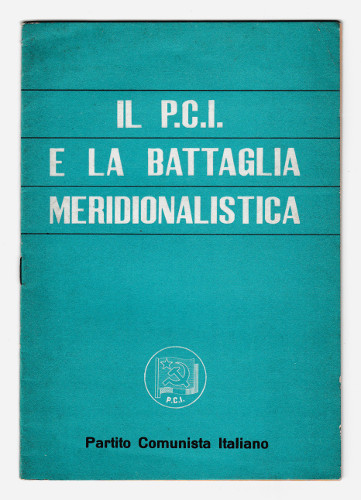 IL P.C.I.
E LA BATTAGLIA
MERIDIONALISTICA
P.C.I.
Partito Comunista Italiano